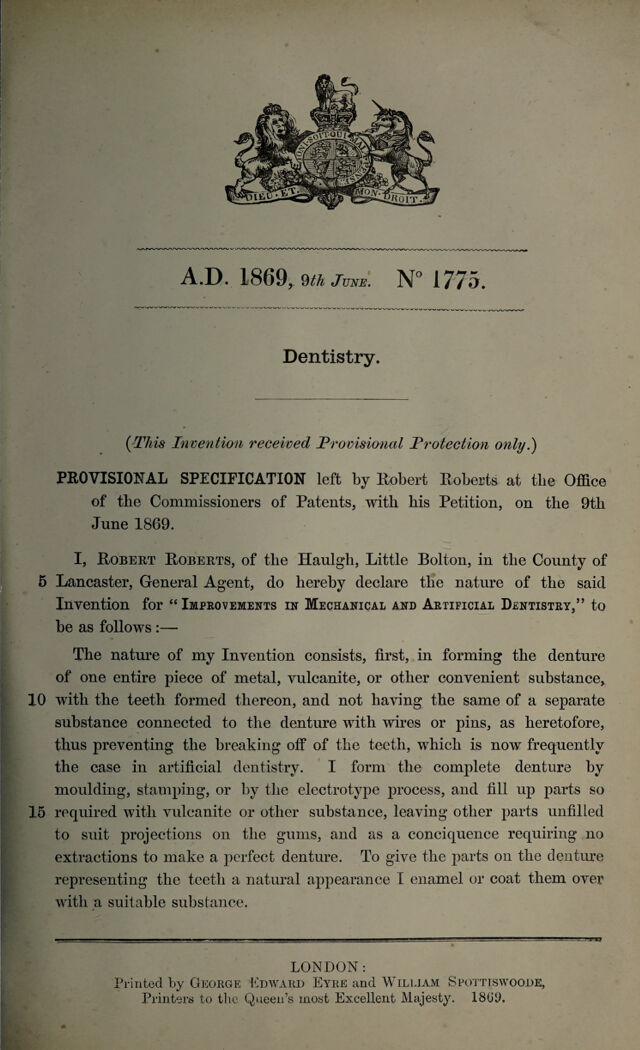 HONI·SOIT·QUI·MAL
DIEU·ET· MON·DROIT·
A.D. 1869, 9th JUNE. No 1775.
Dentistry.
(This Invention received Provisional Protection only.)
PROVISIONAL SPECIFICATION left by Robert Roberts at the Office
of the Commissioners of Patents, with his Petition, on the 9th
June 1869.
I, ROBERT ROBERTS, of the Haulgh, Little Bolton, in the County of
5 Lancaster, General Agent, do hereby declare the nature of the said
Invention for “ IMPROVEMENTS IN MECHANICAL AND ARTIFICIAL DENTISTRY,” to
be as follows :—
The nature of my Invention consists, first, in forming the denture
of one entire piece of metal, vulcanite, or other convenient substance,
10 with the teeth formed thereon, and not having the same of a separate
substance connected to the denture with wires or pins, as heretofore,
thus preventing the breaking off of the teeth, which is now frequently
the case in artificial dentistry. I form the complete denture by
moulding, stamping, or by the electrotype process, and fill up parts so
15 required with vulcanite or other substance, leaving other parts unfilled
to suit projections on the gums, and as a conciquence requiring no
extractions to make a perfect denture. To give the parts on the denture
representing the teeth a natural appearance I enamel or coat them over
with a suitable substance.
LONDON:
Printed by GEORGE EDWARD EYRE and WILLIAM SPOTTISWOODE,
Printers to the Queen's most Excellent Majesty. 1869.